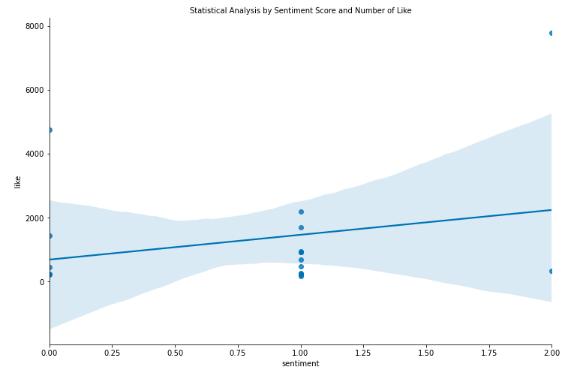 Statistical Analysis by Sentiment Score and Number of Like
8000
6000
4000
2000
0
like
0.00 0.25 0.50 0.75 1.00 1.25 1.50 1.75 2.00
sentiment